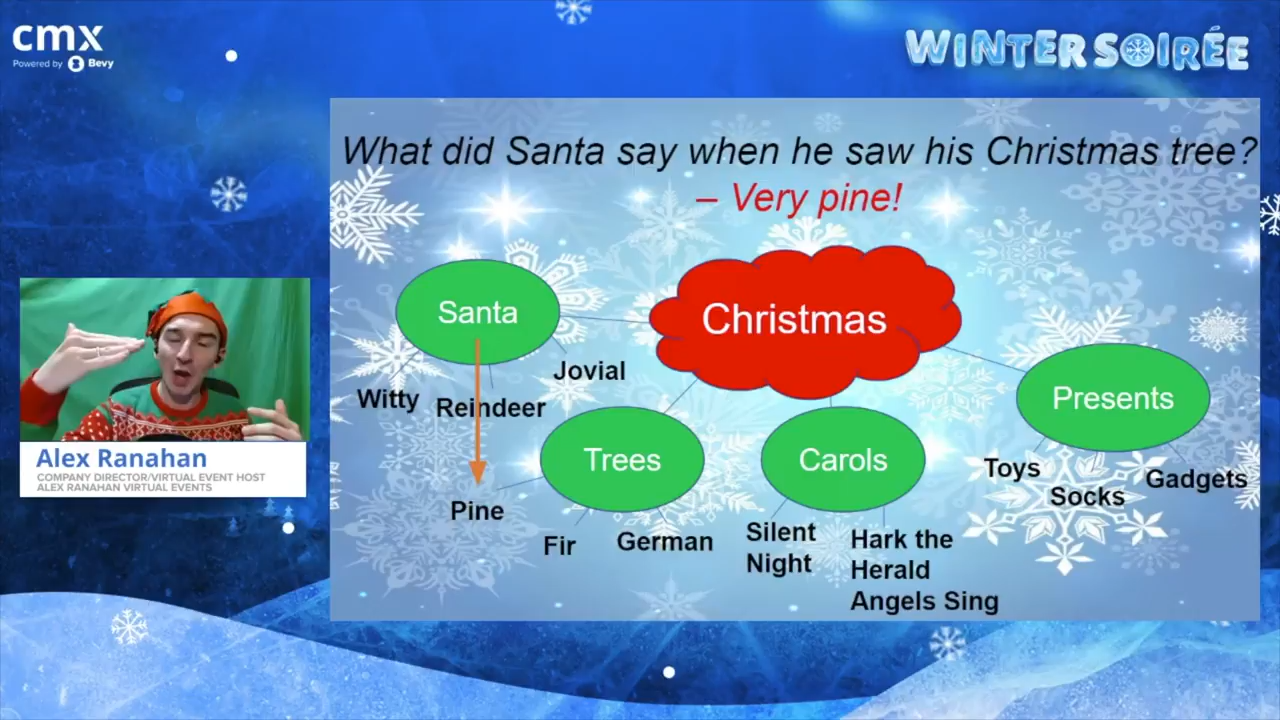 cmx
Powered by Bevy
WINTER SOIRÉE
What did Santa say when he saw his Christmas tree?
– Very pine!
Santa
Christmas
Witty
Reindeer
Jovial
Presents
Trees
Carols
Toys
Socks
Gadgets
Pine
Fir
German
Silent
Night
Hark the
Herald
Angels Sing
Alex Ranahan
COMPANY DIRECTOR/VIRTUAL EVENT HOST
ALEX RANAHAN VIRTUAL EVENTS